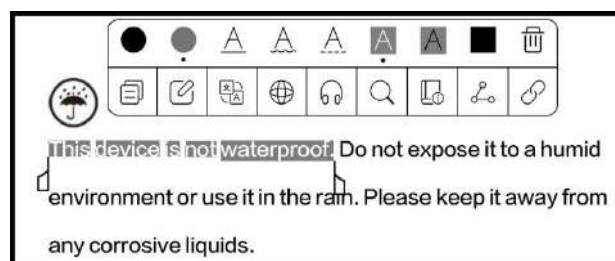 This device is not waterproof. Do not expose it to a humid
environment or use it in the rain. Please keep it away from
any corrosive liquids.